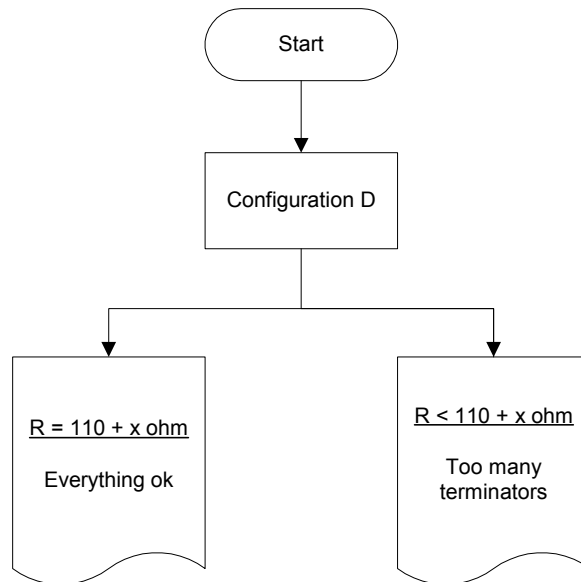 Start
Configuration D
R = 110 + x ohm
Everything ok
R < 110 + x ohm
Too many
terminators